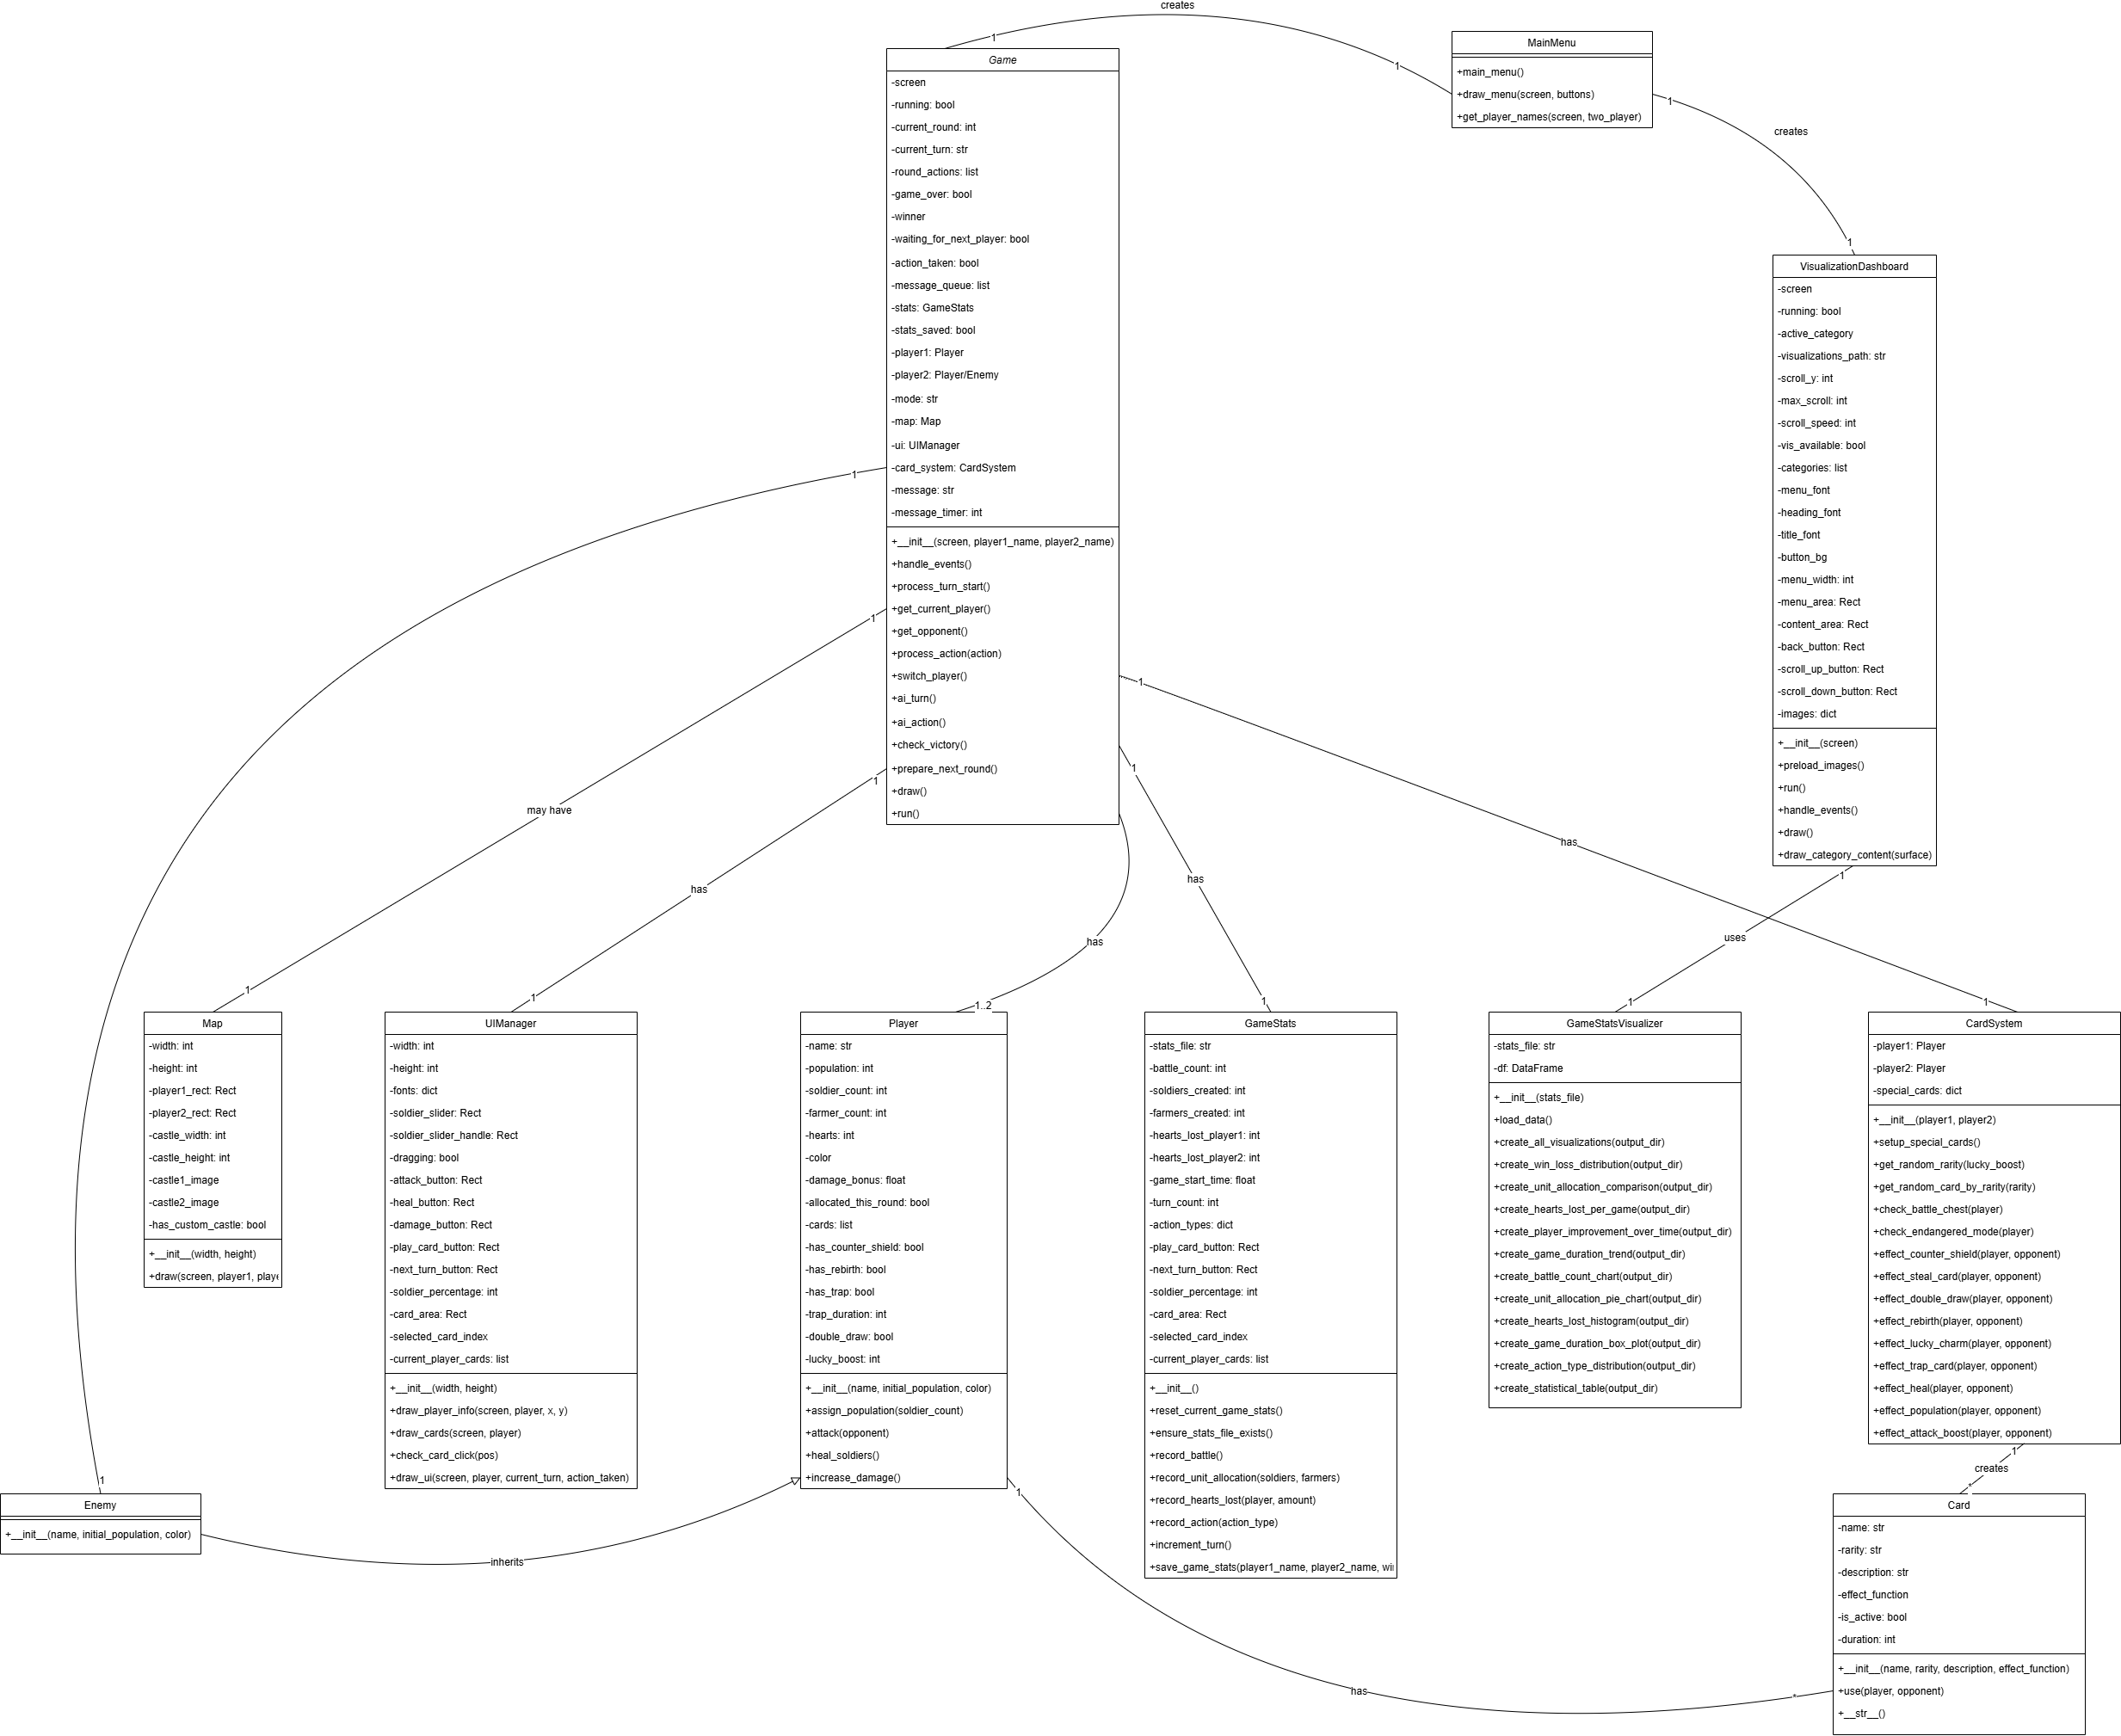 creates
1
1
Game
-screen
-running: bool
-current_round: int
-current_turn: str
-round_actions: list
-game_over: bool
-winner
-waiting_for_next_player: bool
-action_taken: bool
-message_queue: list
-stats: GameStats
-stats_saved: bool
-player1: Player
-player2: Player/Enemy
-mode: str
-map: Map
-ui: UIManager
-card_system: CardSystem
-message: str
-message_timer: int
+__init__(screen, player1_name, player2_name)
+handle_events()
+process_turn_start()
+get_current_player()
+get_opponent()
+process_action(action)
+switch_player()
+ai_turn()
+ai_action()
+check_victory()
+prepare_next_round()
+draw()
+run()
MainMenu
+main_menu()
+draw_menu(screen, buttons)
+get_player_names(screen, two_player)
1
creates
1
VisualizationDashboard
-screen
-running: bool
-active_category
-visualizations_path: str
-scroll_y: int
-max_scroll: int
-scroll_speed: int
-vis_available: bool
-categories: list
-menu_font
-heading_font
-title_font
-button_bg
-menu_width: int
-menu_area: Rect
-content_area: Rect
-back_button: Rect
-scroll_up_button: Rect
-scroll_down_button: Rect
-images: dict
+__init__(screen)
+preload_images()
+run()
+handle_events()
+draw()
+draw_category_content(surface)
1
1
may have
1
1
has
1
1
has
1..2
1
has
1
1
has
1
1
uses
1
Map
-width: int
-height: int
-player1_rect: Rect
-player2_rect: Rect
-castle_width: int
-castle_height: int
-castle1_image
-castle2_image
-has_custom_castle: bool
+__init__(width, height)
+draw(screen, player1, playe
UIManager
-width: int
-height: int
-fonts: dict
-soldier_slider: Rect
-soldier_slider_handle: Rect
-dragging: bool
-attack_button: Rect
-heal_button: Rect
-damage_button: Rect
-play_card_button: Rect
-next_turn_button: Rect
-soldier_percentage: int
-card_area: Rect
-selected_card_index
-current_player_cards: list
+__init__(width, height)
+draw_player_info(screen, player, x, y)
+draw_cards(screen, player)
+check_card_click(pos)
+draw_ui(screen, player, current_turn, action_taken)
Player
-name: str
-population: int
-soldier_count: int
-farmer_count: int
-hearts: int
-color
-damage_bonus: float
-allocated_this_round: bool
-cards: list
-has_counter_shield: bool
-has_rebirth: bool
-has_trap: bool
-trap_duration: int
-double_draw: bool
-lucky_boost: int
+__init__(name, initial_population, color)
+assign_population(soldier_count)
+attack(opponent)
+heal_soldiers()
+increase_damage()
GameStats
-stats_file: str
-battle_count: int
-soldiers_created: int
-farmers_created: int
-hearts_lost_player1: int
-hearts_lost_player2: int
-game_start_time: float
-turn_count: int
-action_types: dict
-play_card_button: Rect
-next_turn_button: Rect
-soldier_percentage: int
-card_area: Rect
-selected_card_index
-current_player_cards: list
+__init__()
+reset_current_game_stats()
+ensure_stats_file_exists()
+record_battle()
+record_unit_allocation(soldiers, farmers)
+record_hearts_lost(player, amount)
+record_action(action_type)
+increment_turn()
+save_game_stats(player1_name, player2_name, wi
GameStatsVisualizer
-stats_file: str
-df: DataFrame
+__init__(stats_file)
+load_data()
+create_all_visualizations(output_dir)
+create_win_loss_distribution(output_dir)
+create_unit_allocation_comparison(output_dir)
+create_hearts_lost_per_game(output_dir)
+create_player_improvement_over_time(output_dir)
+create_game_duration_trend(output_dir)
+create_battle_count_chart(output_dir)
+create_unit_allocation_pie_chart(output_dir)
+create_hearts_lost_histogram(output_dir)
+create_game_duration_box_plot(output_dir)
+create_action_type_distribution(output_dir)
+create_statistical_table(output_dir)
CardSystem
-player1: Player
-player2: Player
-special_cards: dict
+__init__(player1, player2)
+setup_special_cards()
+get_random_rarity(lucky_boost)
+get_random_card_by_rarity(rarity)
+check_battle_chest(player)
+check_endangered_mode(player)
+effect_counter_shield(player, opponent)
+effect_steal_card(player, opponent)
+effect_double_draw(player, opponent)
+effect_rebirth(player, opponent)
+effect_lucky_charm(player, opponent)
+effect_trap_card(player, opponent)
+effect_heal(player, opponent)
+effect_population(player, opponent)
+effect_attack_boost(player, opponent)
1
creates
*
1
Enemy
+__init__(name, initial_population, color)
inherits
1
has
*
Card
-name: str
-rarity: str
-description: str
-effect_function
-is_active: bool
-duration: int
+__init__(name, rarity, description, effect_function)
+use(player, opponent)
+__str__()